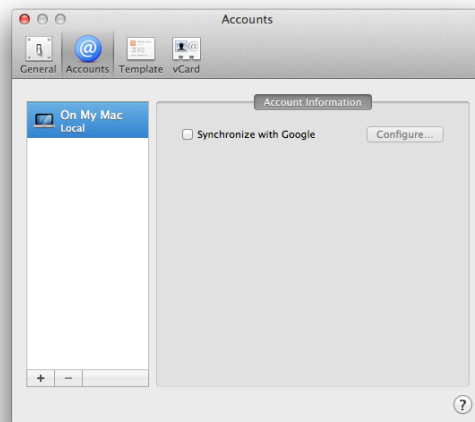 Accounts
General Accounts Template vCard
On My Mac
Local
Account Information
Synchronize with Google Configure...
+ −
?